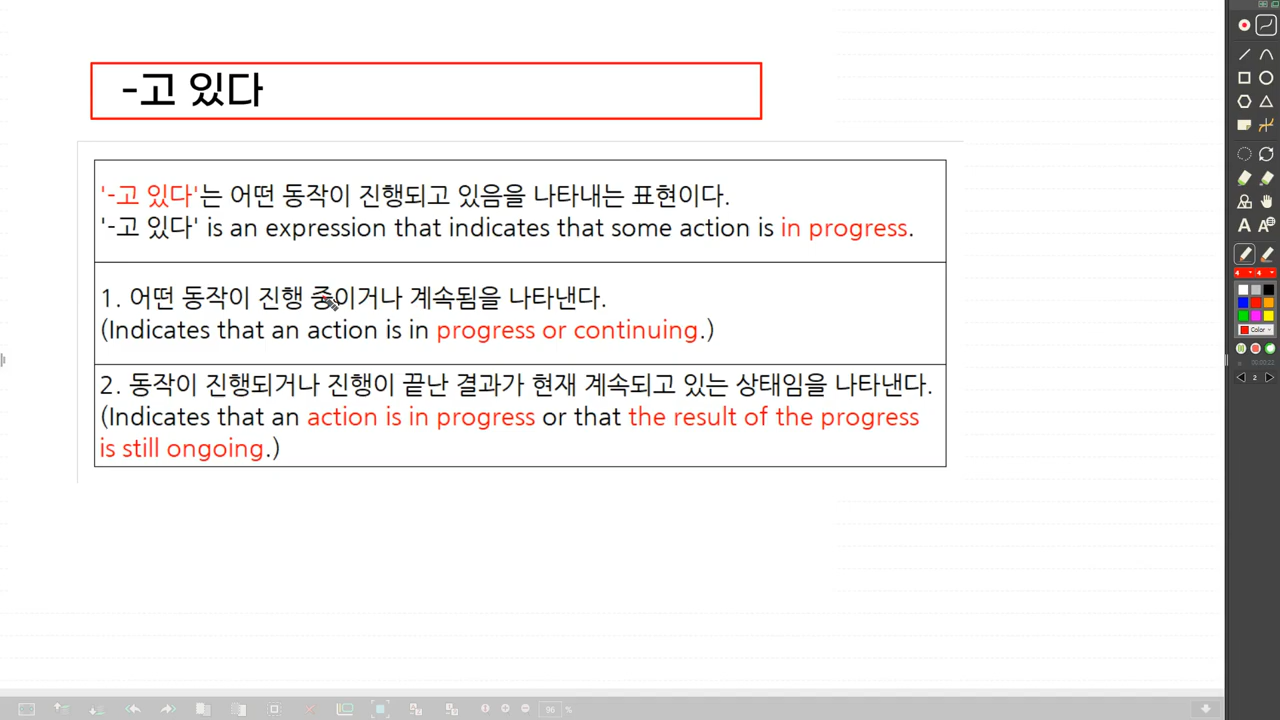 -고 있다
'-고 있다'는 어떤 동작이 진행되고 있음을 나타내는 표현이다.
'-고 있다' is an expression that indicates that some action is in progress.
1. 어떤 동작이 진행 중이거나 계속됨을 나타낸다.
(Indicates that an action is in progress or continuing.)
2. 동작이 진행되거나 진행이 끝난 결과가 현재 계속되고 있는 상태임을 나타낸다.
(Indicates that an action is in progress or that the result of the progress
is still ongoing.)
A A
4 4
Color
2
96 %